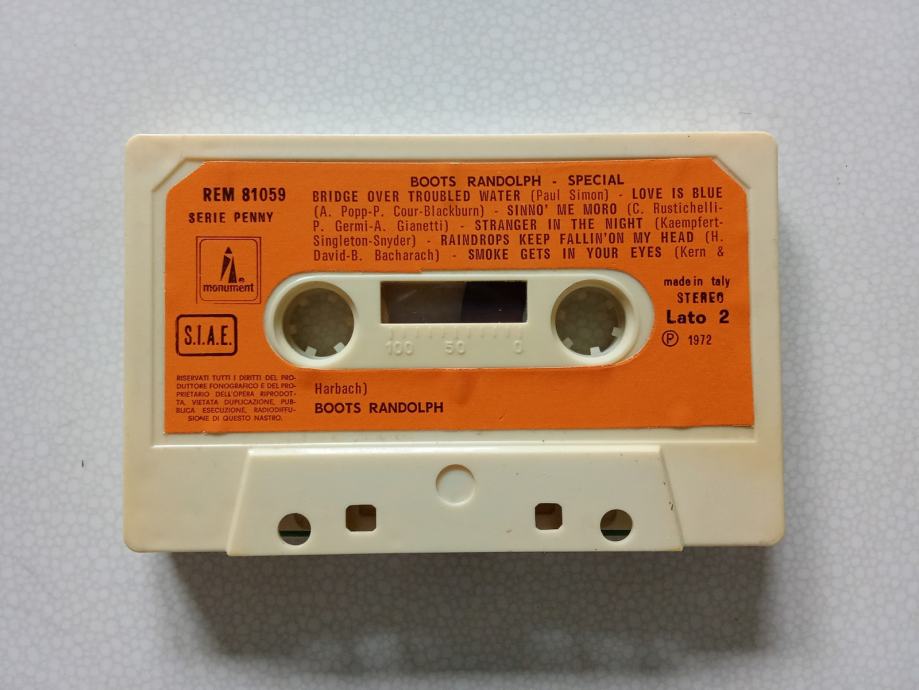 BOOTS RANDOLPH - SPECIAL
REM 81059
SERIE PENNY
BRIDGE OVER TROUBLED WATER (Paul Simon) - LOVE IS BLUE
(A. Popp-P. Cour-Blackburn) - SINNO' ME MORO (C. Rustichelli-
P. Germi-A. Gianetti) - STRANGER IN THE NIGHT (Kaempfert-
Singleton-Snyder) - RAINDROPS KEEP FALLIN'ON MY HEAD (H.
David-B. Bacharach) - SMOKE GETS IN YOUR EYES (Kern &
monument
S.I.A.E.
made in italy
STEREO
Lato 2
Ⓟ 1972
100 50 0
RISERVATI TUTTI I DIRITTI DEL PRO-
DUTTORE FONOGRAFICO E DEL PRO-
PRIETARIO DELL'OPERA RIPRODOT-
TA. VIETATA DUPLICAZIONE, PUB-
BLICA ESECUZIONE, RADIODIFFU-
SIONE DI QUESTO NASTRO.
Harbach)
BOOTS RANDOLPH